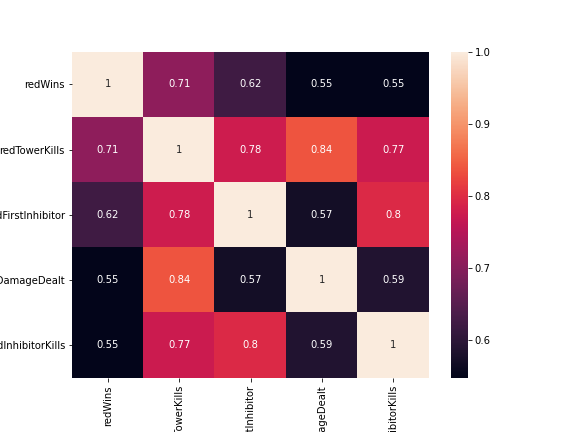 1.0
redWins 1 0.71 0.62 0.55 0.55
0.9
redTowerKills 0.71 1 0.78 0.84 0.77
0.8
dFirstInhibitor 0.62 0.78 1 0.57 0.8
0.7
DamageDealt 0.55 0.84 0.57 1 0.59
0.6
dInhibitorKills 0.55 0.77 0.8 0.59 1
redWins
TowerKills
tInhibitor
ageDealt
ibitorKills